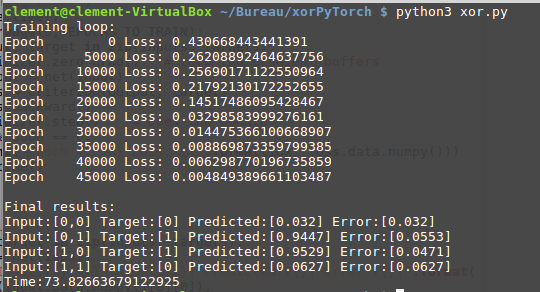 clement@clement-VirtualBox ~/Bureau/xorPyTorch $ python3 xor.py
Training loop:
Epoch 0 Loss: 0.430668443441391
Epoch 5000 Loss: 0.26208892464637756
Epoch 10000 Loss: 0.25690171122550964
Epoch 15000 Loss: 0.21792130172252655
Epoch 20000 Loss: 0.14517486095428467
Epoch 25000 Loss: 0.03298583999276161
Epoch 30000 Loss: 0.014475366100668907
Epoch 35000 Loss: 0.008869873359799385
Epoch 40000 Loss: 0.006298770196735859
Epoch 45000 Loss: 0.004849389661103487
Final results:
Input:[0,0] Target:[0] Predicted:[0.032] Error:[0.032]
Input:[0,1] Target:[1] Predicted:[0.9447] Error:[0.0553]
Input:[1,0] Target:[1] Predicted:[0.9529] Error:[0.0471]
Input:[1,1] Target:[0] Predicted:[0.0627] Error:[0.0627]
Time:73.82663679122925